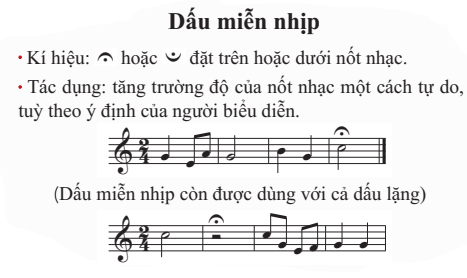 Dấu miễn nhịp
• Kí hiệu: 𝄐 hoặc 𝄑 đặt trên hoặc dưới nốt nhạc.
• Tác dụng: tăng trường độ của nốt nhạc một cách tự do,
tuỳ theo ý định của người biểu diễn.
2
4
(Dấu miễn nhịp còn được dùng với cả dấu lặng)
2
4